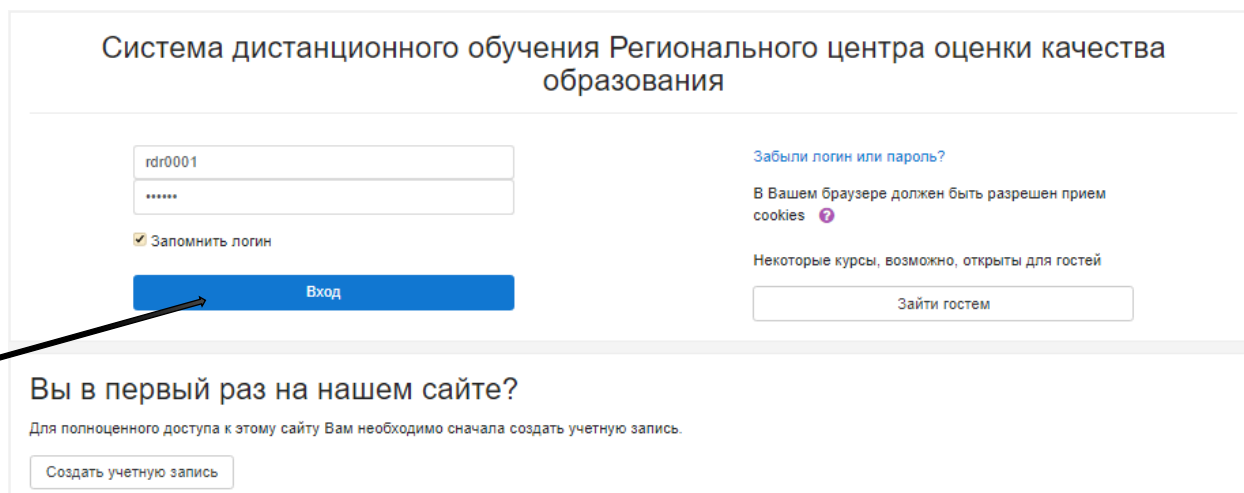 Система дистанционного обучения Регионального центра оценки качества
образования
rdr0001
••••••
Запомнить логин
Вход
Забыли логин или пароль?
В Вашем браузере должен быть разрешен прием
cookies ?
Некоторые курсы, возможно, открыты для гостей
Зайти гостем
Вы в первый раз на нашем сайте?
Для полноценного доступа к этому сайту Вам необходимо сначала создать учетную запись.
Создать учетную запись